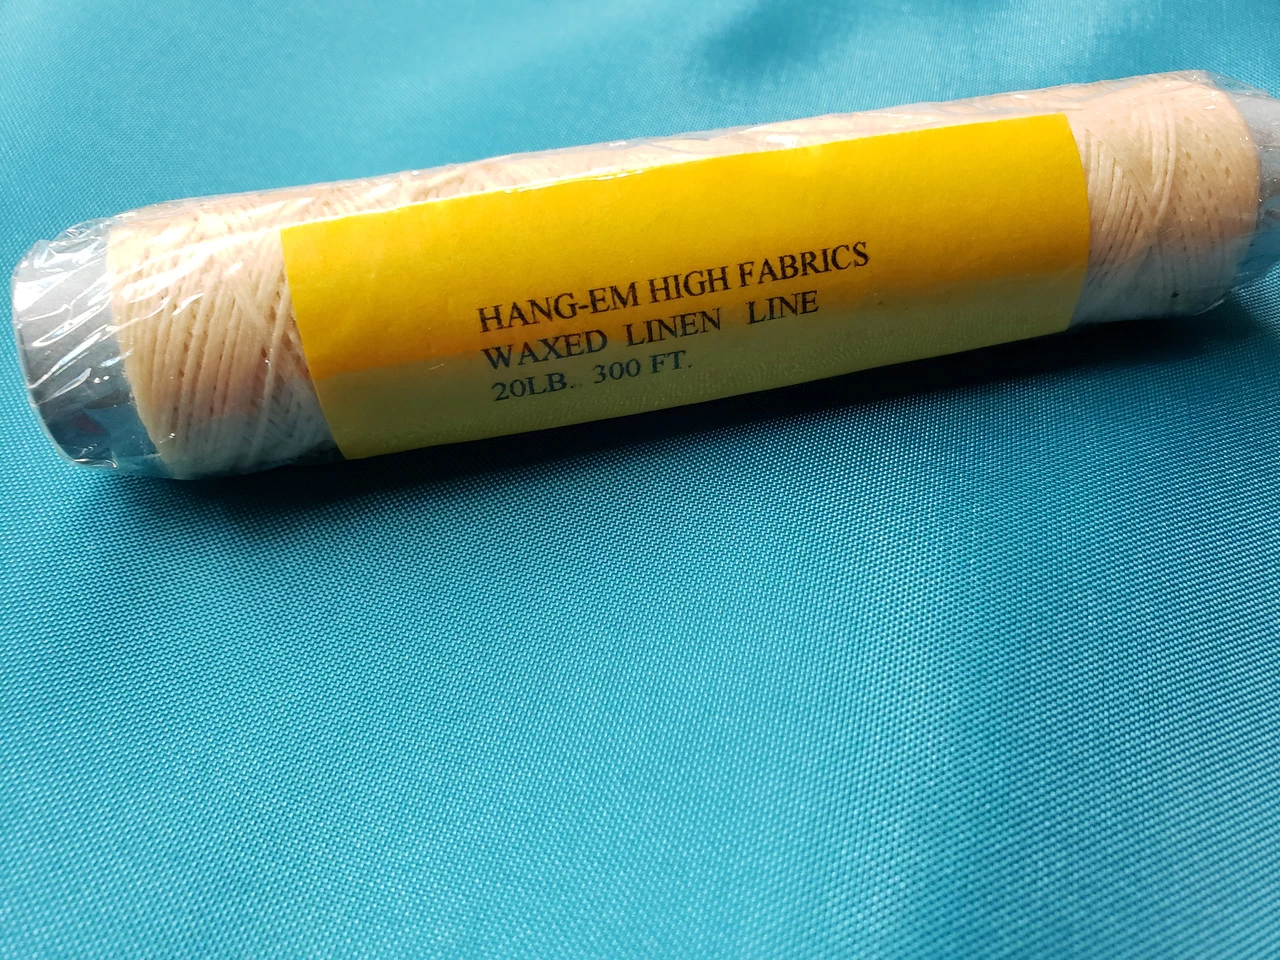 HANG-EM HIGH FABRICS
WAXED LINEN LINE
20LB. 300 FT.